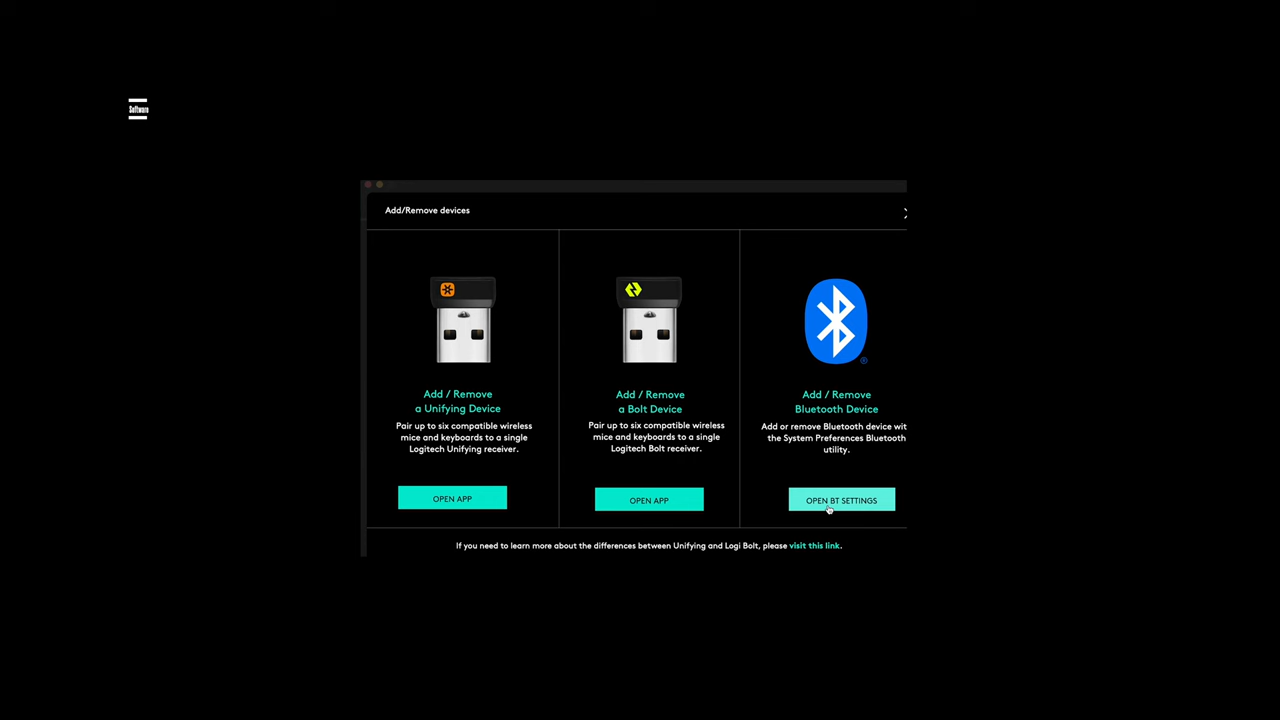 Software
Add/Remove devices
Add / Remove
a Unifying Device
Pair up to six compatible wireless
mice and keyboards to a single
Logitech Unifying receiver.
OPEN APP
Add / Remove
a Bolt Device
Pair up to six compatible wireless
mice and keyboards to a single
Logitech Bolt receiver.
OPEN APP
Add / Remove
Bluetooth Device
Add or remove Bluetooth device wit
the System Preferences Bluetooth
utility.
OPEN BT SETTINGS
If you need to learn more about the differences between Unifying and Logi Bolt, please visit this link.